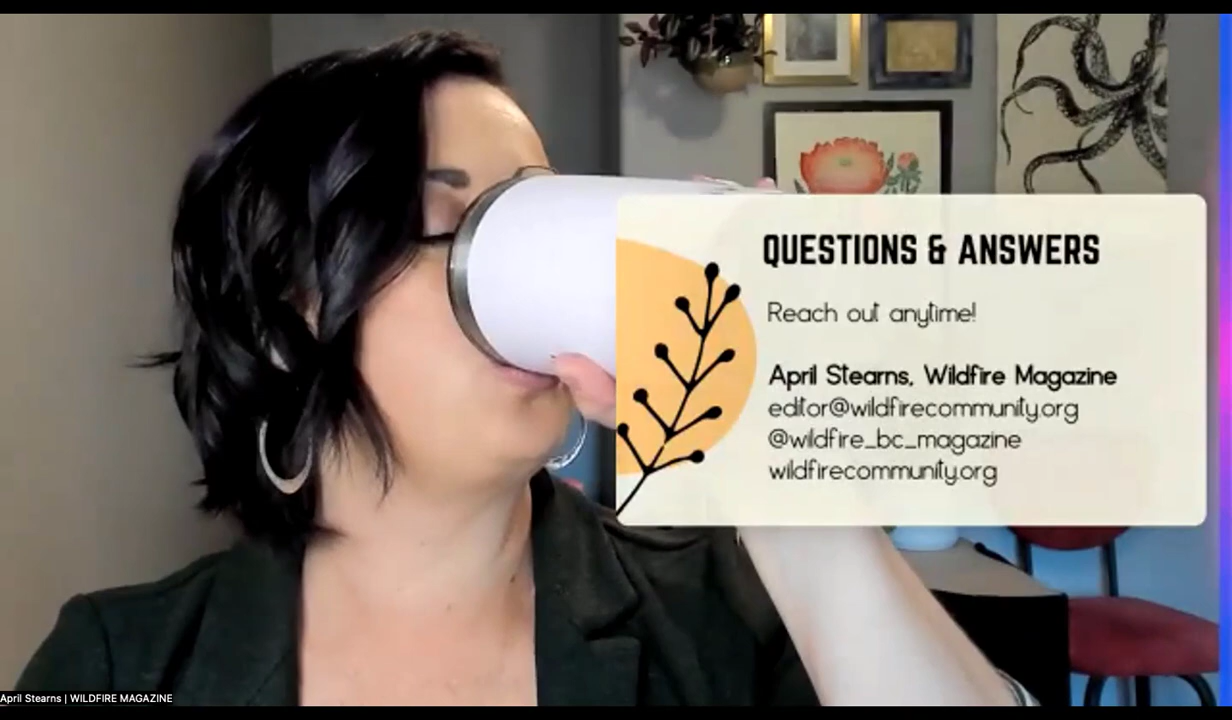 QUESTIONS & ANSWERS
Reach out anytime!
April Stearns, Wildfire Magazine
editor@wildfirecommunity.org
@wildfire_bc_magazine
wildfirecommunity.org
April Stearns | WILDFIRE MAGAZINE